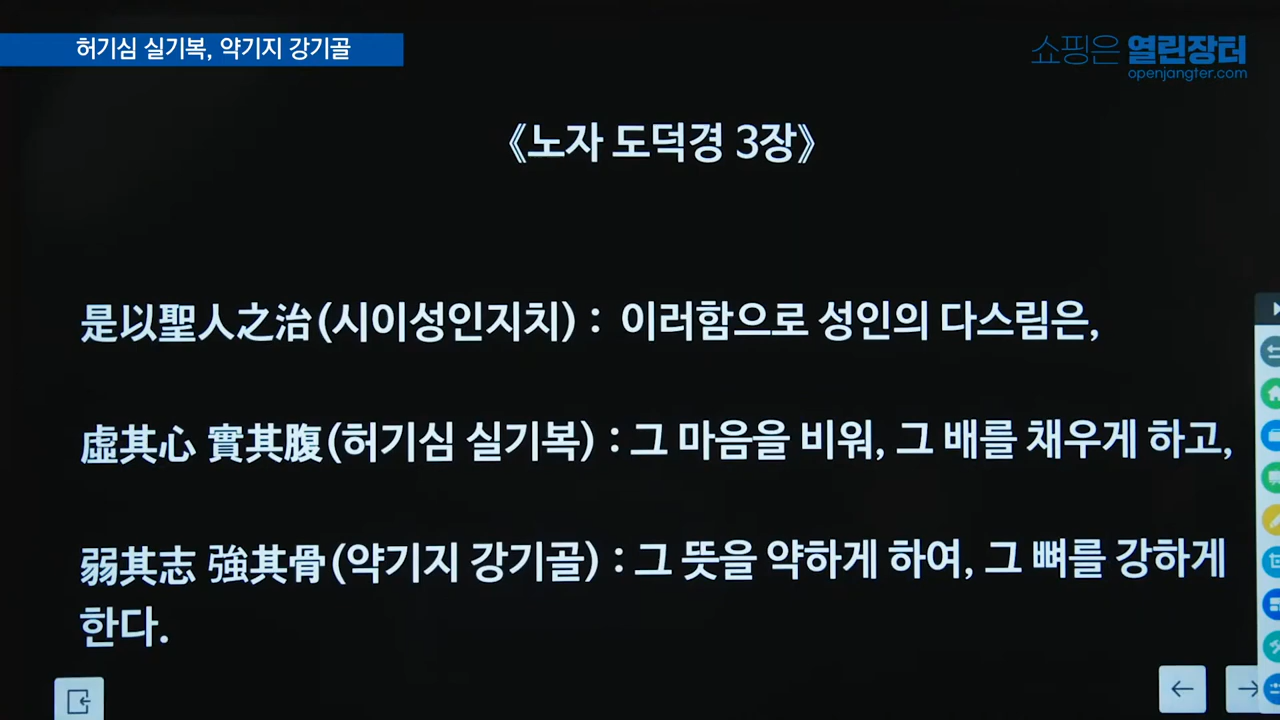 허기심 실기복, 약기지 강기골
쇼핑은 열린장터
openjangter.com
《노자 도덕경 3장》
是以聖人之治(시이성인지치) : 이러함으로 성인의 다스림은,
虛其心 實其腹(허기심 실기복) : 그 마음을 비워, 그 배를 채우게 하고,
弱其志 強其骨(약기지 강기골) : 그 뜻을 약하게 하여, 그 뼈를 강하게
한다.